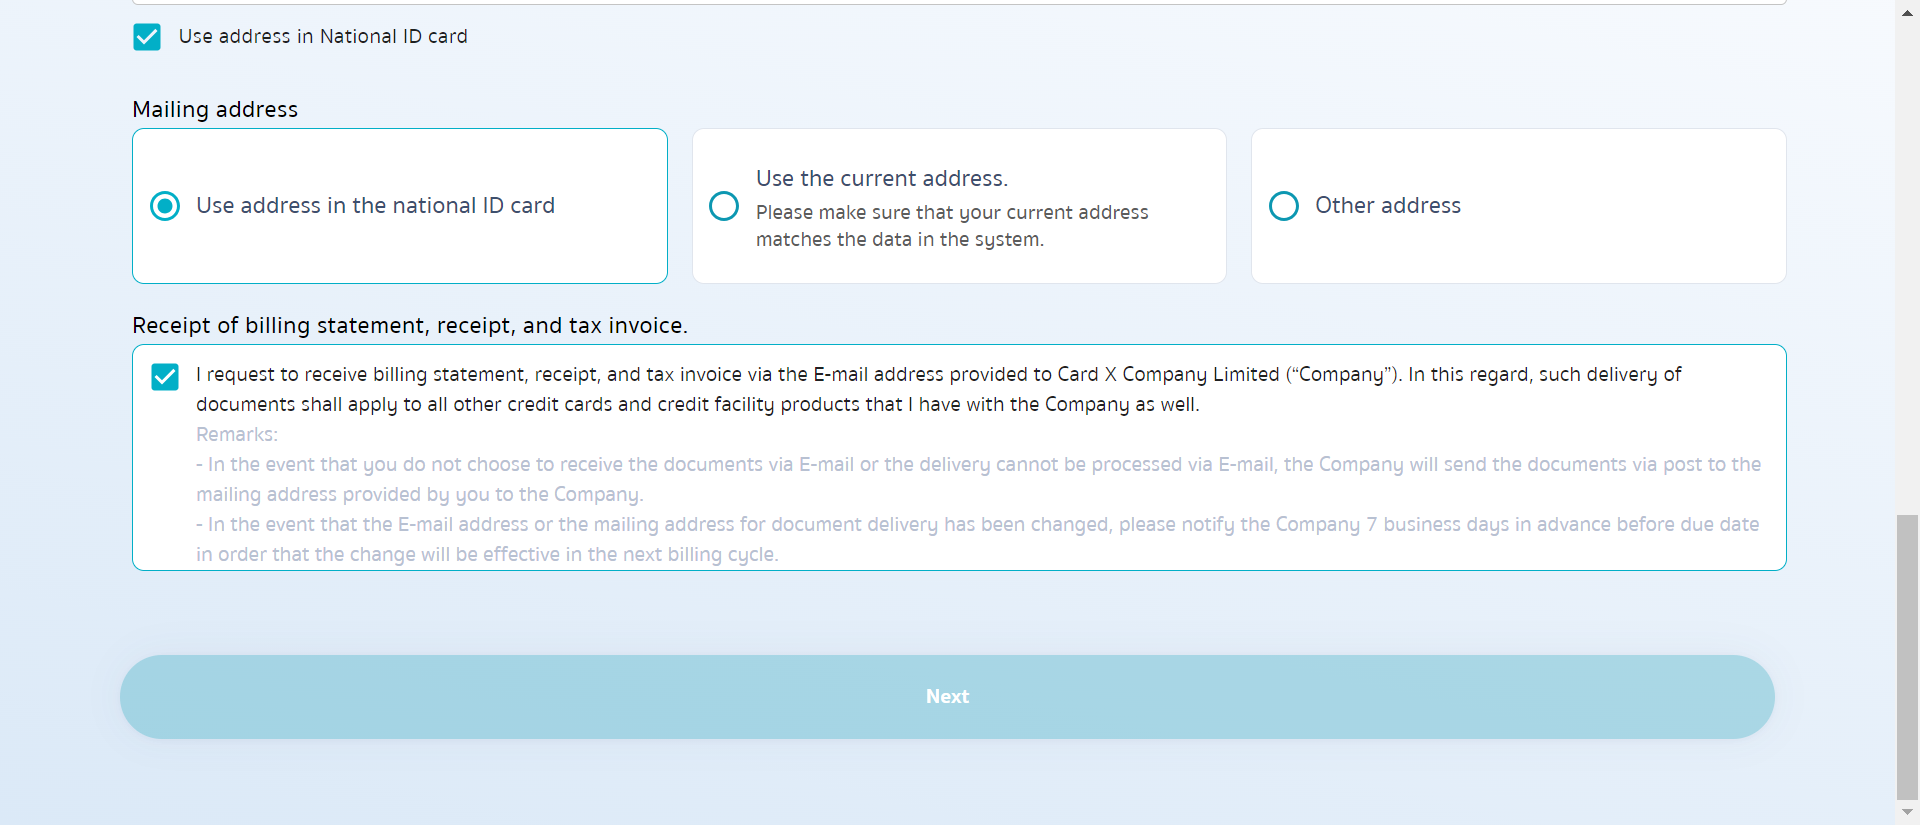 Use address in National ID card
Mailing address
Use address in the national ID card
Use the current address.
Please make sure that your current address
matches the data in the system.
Other address
Receipt of billing statement, receipt, and tax invoice.
I request to receive billing statement, receipt, and tax invoice via the E-mail address provided to Card X Company Limited (“Company”). In this regard, such delivery of
documents shall apply to all other credit cards and credit facility products that I have with the Company as well.
Remarks:
- In the event that you do not choose to receive the documents via E-mail or the delivery cannot be processed via E-mail, the Company will send the documents via post to the
mailing address provided by you to the Company.
- In the event that the E-mail address or the mailing address for document delivery has been changed, please notify the Company 7 business days in advance before due date
in order that the change will be effective in the next billing cycle.
Next